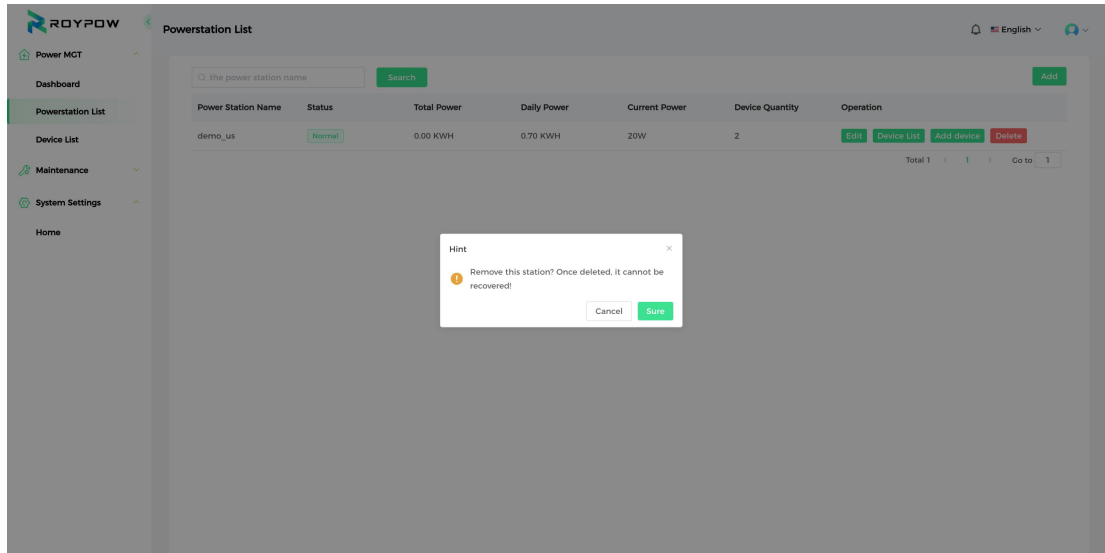 ROYPOW
Powerstation List
English
Power MGT
Dashboard
Powerstation List
Device List
Maintenance
System Settings
Home
the power station name
Search
Add
Power Station Name Status Total Power Daily Power Current Power Device Quantity Operation
demo_us Normal 0.00 KWH 0.70 KWH 20W 2 Edit Device List Add device Delete
Total 1 1 Go to 1
Hint
Remove this station? Once deleted, it cannot be
recovered!
Cancel Sure